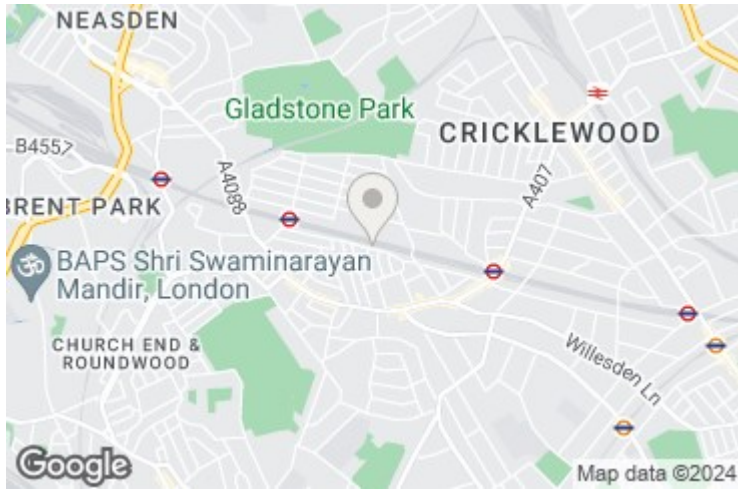 NEASDEN
Gladstone Park
CRICKLEWOOD
B4557
A4088
A407
BRENT PARK
BAPS Shri Swaminarayan
Mandir, London
CHURCH END &
ROUNDWOOD
Willesden Ln
Google
Map data ©2024